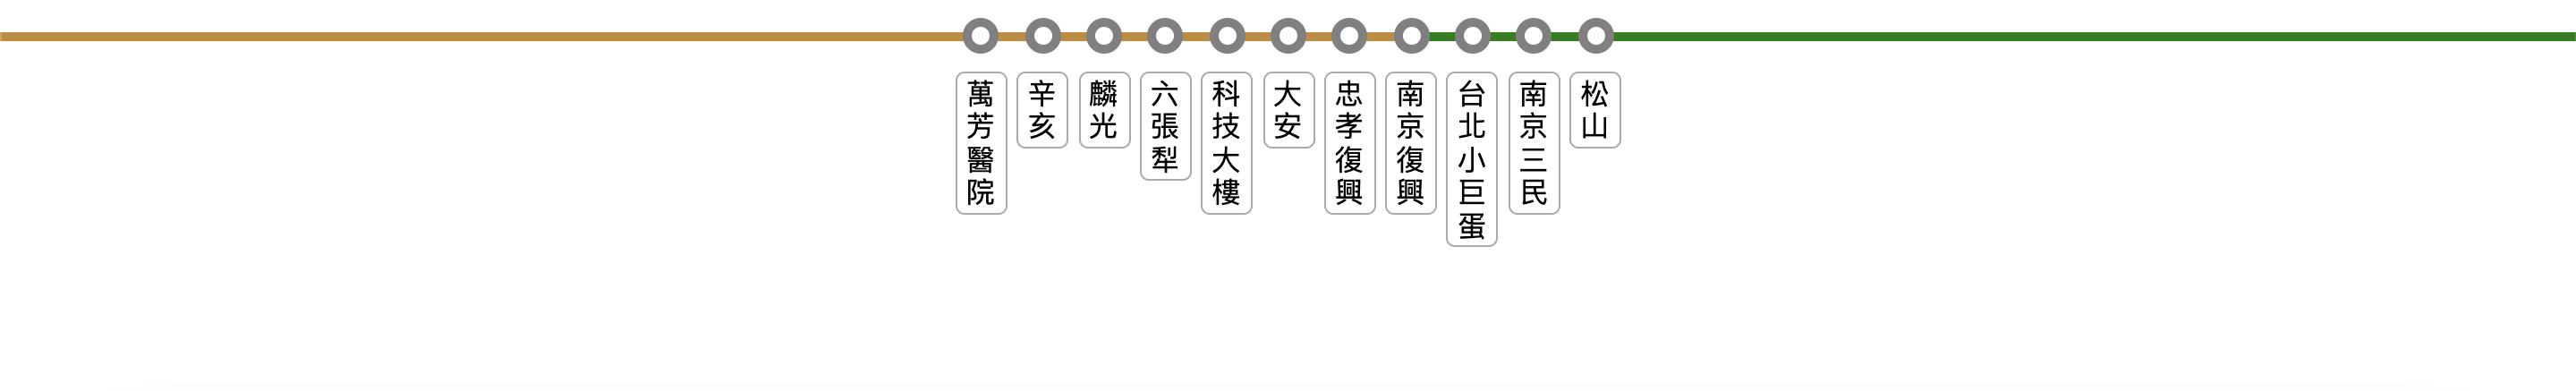 萬芳醫院
辛亥
麟光
六張犁
科技大樓
大安
忠孝復興
南京復興
台北小巨蛋
南京三民
松山